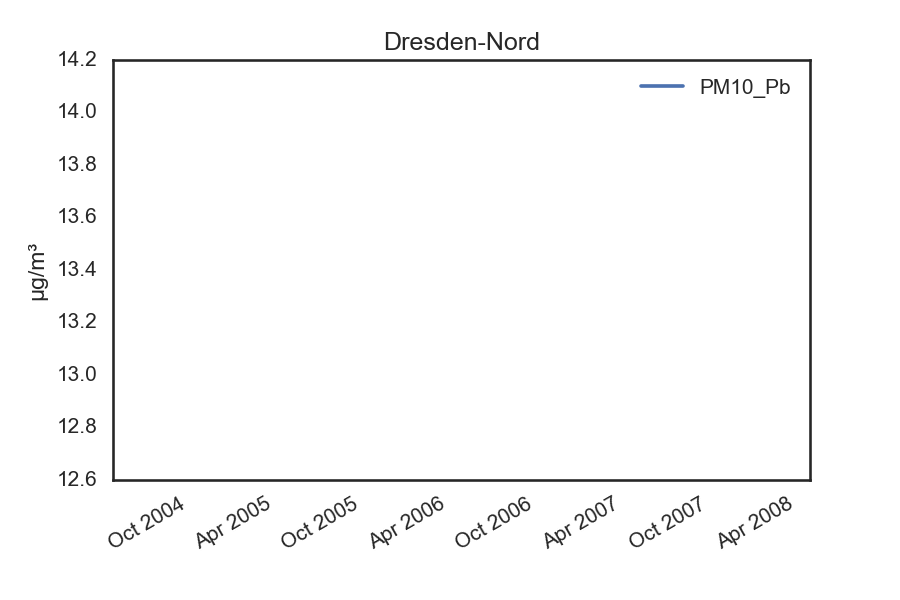 Dresden-Nord
14.2
14.0
13.8
13.6
13.4
13.2
13.0
12.8
12.6
µg/m³
PM10_Pb
Oct 2004
Apr 2005
Oct 2005
Apr 2006
Oct 2006
Apr 2007
Oct 2007
Apr 2008